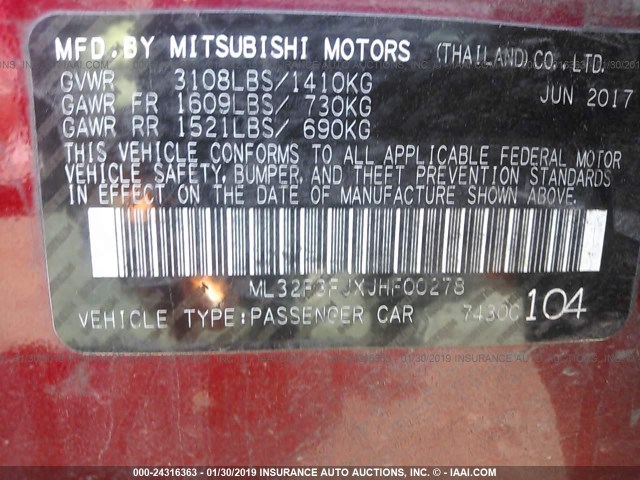 MFD. BY MITSUBISHI MOTORS (THAILAND) CO., LTD.
GVWR 3108LBS/1410KG JUN 2017
GAWR FR 1609LBS/ 730KG
GAWR RR 1521LBS/ 690KG
THIS VEHICLE CONFORMS TO ALL APPLICABLE FEDERAL MOTOR
VEHICLE SAFETY, BUMPER, AND THEFT PREVENTION STANDARDS
IN EFFECT ON THE DATE OF MANUFACTURE SHOWN ABOVE.
ML32F3FJXJHF00278
VEHICLE TYPE:PASSENGER CAR 7430C 104
000-24316363 - 01/30/2019 INSURANCE AUTO AUCTIONS, INC. - © - IAAI.COM